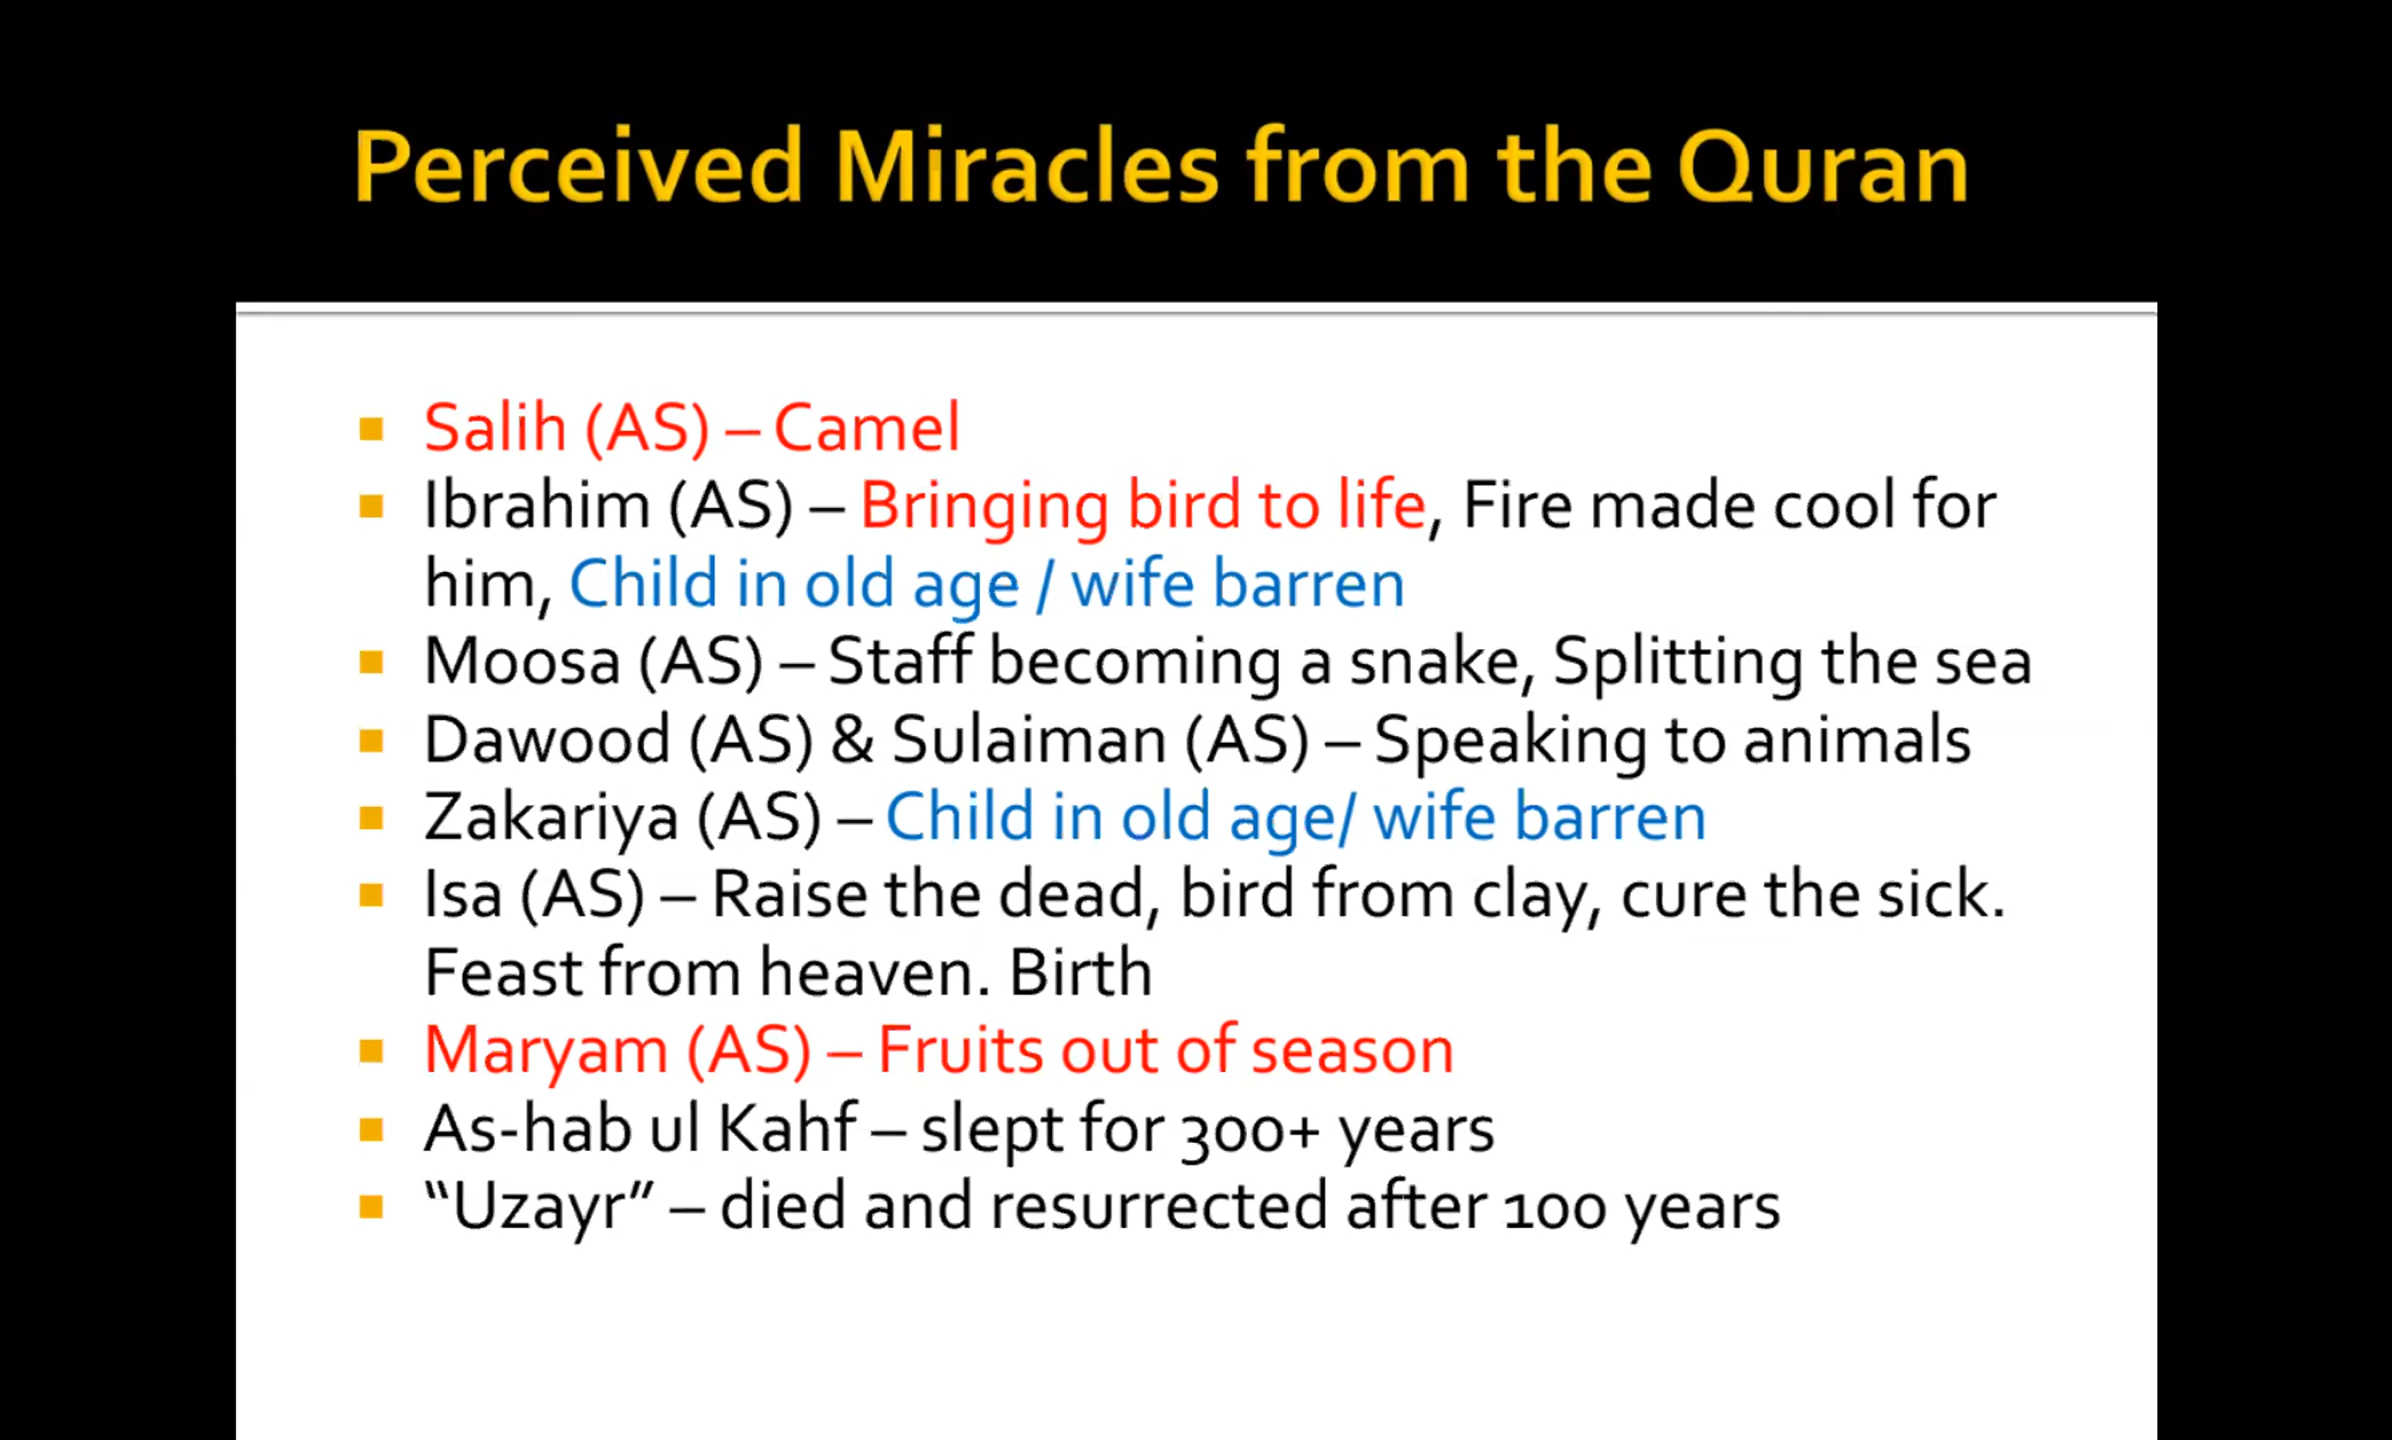 Perceived Miracles from the Quran
Salih (AS) – Camel
Ibrahim (AS) – Bringing bird to life, Fire made cool for
him, Child in old age / wife barren
Moosa (AS) – Staff becoming a snake, Splitting the sea
Dawood (AS) & Sulaiman (AS) – Speaking to animals
Zakariya (AS) – Child in old age/ wife barren
Isa (AS) – Raise the dead, bird from clay, cure the sick.
Feast from heaven. Birth
Maryam (AS) – Fruits out of season
As-hab ul Kahf – slept for 300+ years
“Uzayr” – died and resurrected after 100 years